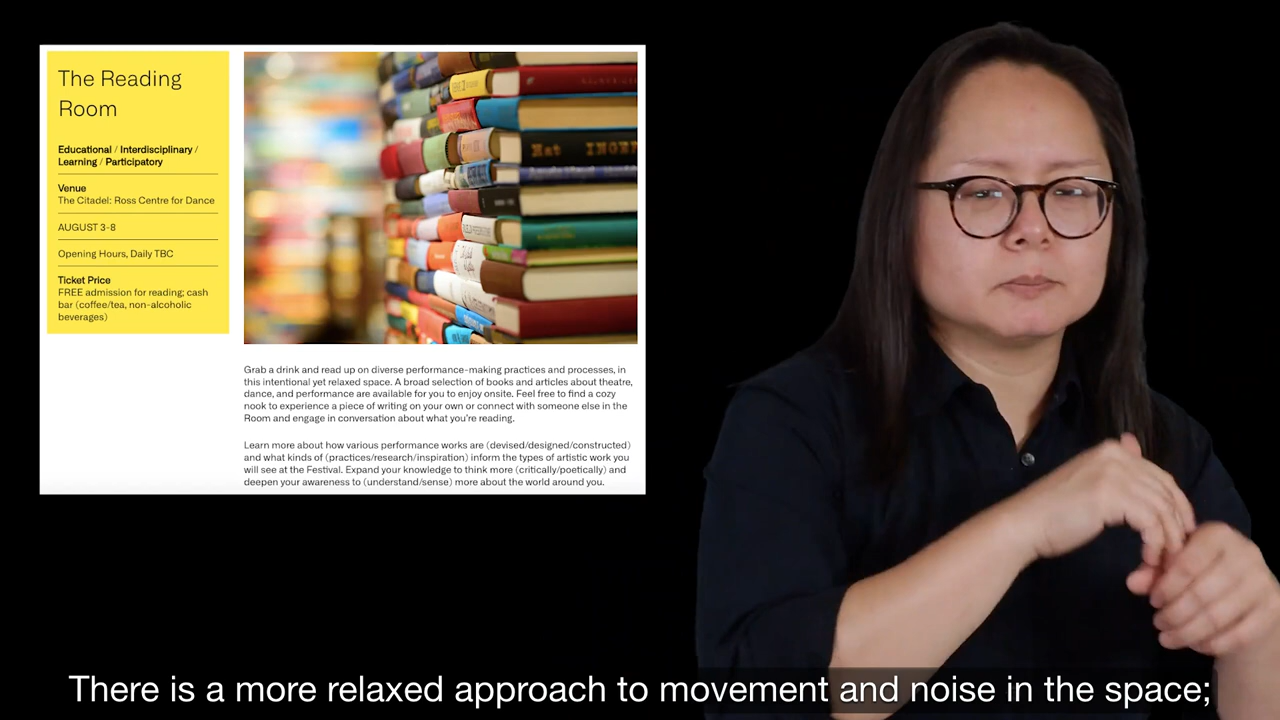 The Reading
Room
Educational / Interdisciplinary /
Learning / Participatory
Venue
The Citadel: Ross Centre for Dance
AUGUST 3-8
Opening Hours, Daily TBC
Ticket Price
FREE admission for reading; cash
bar (coffee/tea, non-alcoholic
beverages)
Grab a drink and read up on diverse performance-making practices and processes, in
this intentional yet relaxed space. A broad selection of books and articles about theatre,
dance, and performance are available for you to enjoy onsite. Feel free to find a cozy
nook to experience a piece of writing on your own or connect with someone else in the
Room and engage in conversation about what you're reading.
Learn more about how various performance works are (devised/designed/constructed)
and what kinds of (practices/research/inspiration) inform the types of artistic work you
will see at the Festival. Expand your knowledge to think more (critically/poetically) and
deepen your awareness to (understand/sense) more about the world around you.
There is a more relaxed approach to movement and noise in the space;